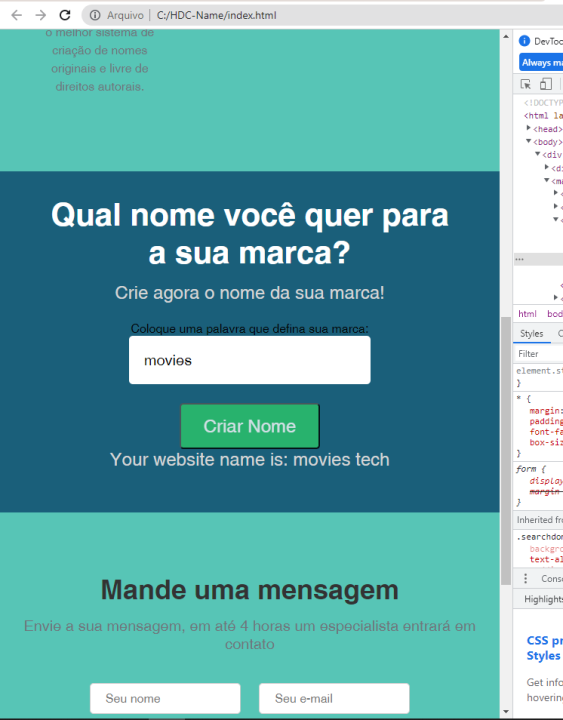 Arquivo | C:/HDC-Name/index.html
o melhor sistema de
criação de nomes
originais e livre de
direitos autorais.
Qual nome você quer para
a sua marca?
Crie agora o nome da sua marca!
Coloque uma palavra que defina sua marca:
movies
Criar Nome
Your website name is: movies tech
Mande uma mensagem
Envie a sua mensagem, em até 4 horas um especialista entrará em
contato
Seu nome
Seu e-mail
DevToo
Always ma
<!DOCTYP
<html la
<head>
<body>
<div
<d
<ma
<
<
<
...
<
<
html bod
Styles C
Filter
element.st
}
* {
margin:
padding
font-fa
box-siz
}
form {
display
margin
}
Inherited fro
.searchdom
backgro
text-al
Conso
Highlights
CSS pr
Styles
Get info
hovering